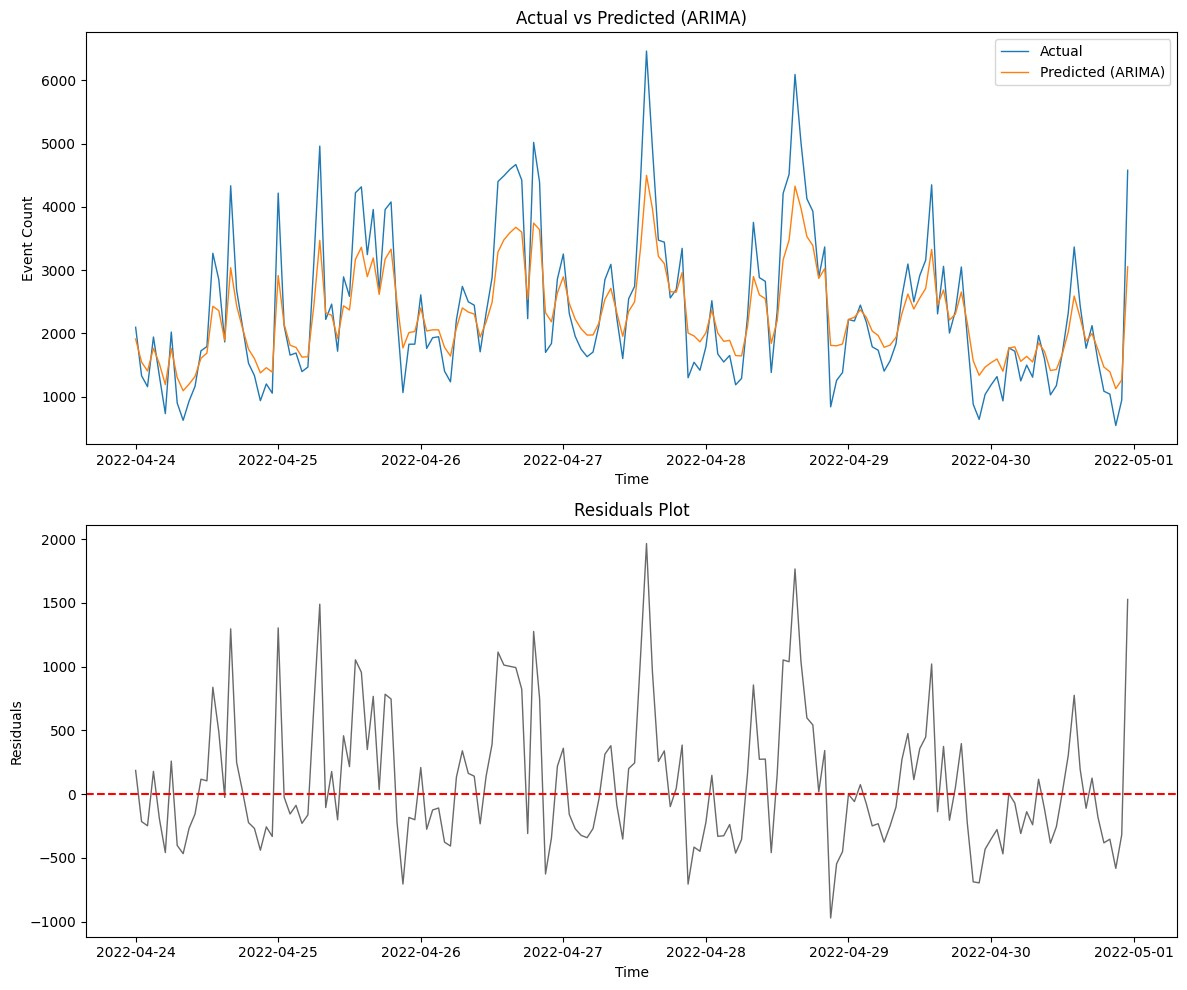 Actual vs Predicted (ARIMA)
Actual
Predicted (ARIMA)
Event Count
6000
5000
4000
3000
2000
1000
2022-04-24 2022-04-25 2022-04-26 2022-04-27 2022-04-28 2022-04-29 2022-04-30 2022-05-01
Time
Residuals Plot
Residuals
2000
1500
1000
500
0
−500
−1000
2022-04-24 2022-04-25 2022-04-26 2022-04-27 2022-04-28 2022-04-29 2022-04-30 2022-05-01
Time